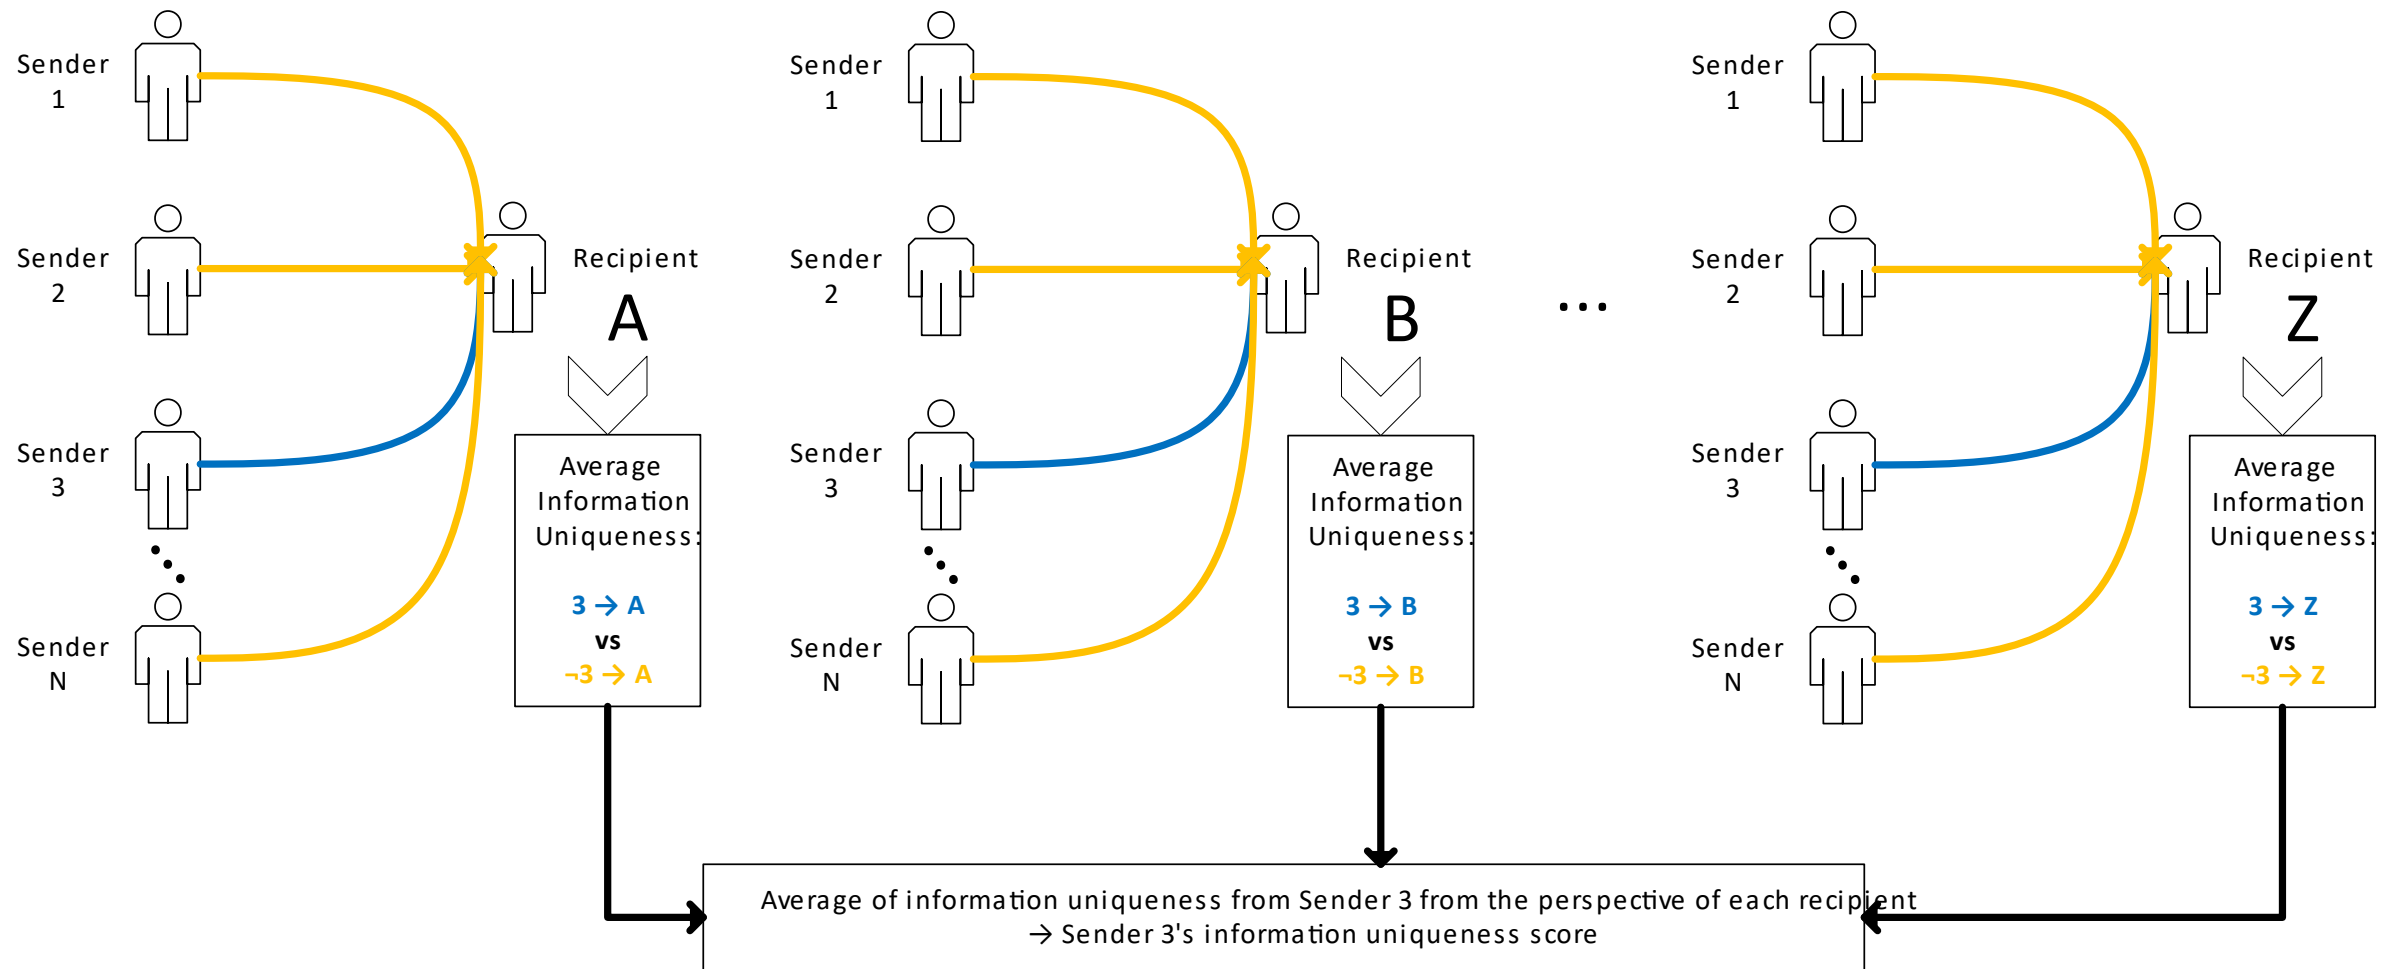 Sender
1
Sender
2
Sender
3
Sender
N
Recipient
A
Average
Information
Uniqueness:
3 → A
vs
¬3 → A
Sender
1
Sender
2
Sender
3
Sender
N
Recipient
B
Average
Information
Uniqueness:
3 → B
vs
¬3 → B
...
Sender
1
Sender
2
Sender
3
Sender
N
Recipient
Z
Average
Information
Uniqueness:
3 → Z
vs
¬3 → Z
Average of information uniqueness from Sender 3 from the perspective of each recipient
→ Sender 3's information uniqueness score